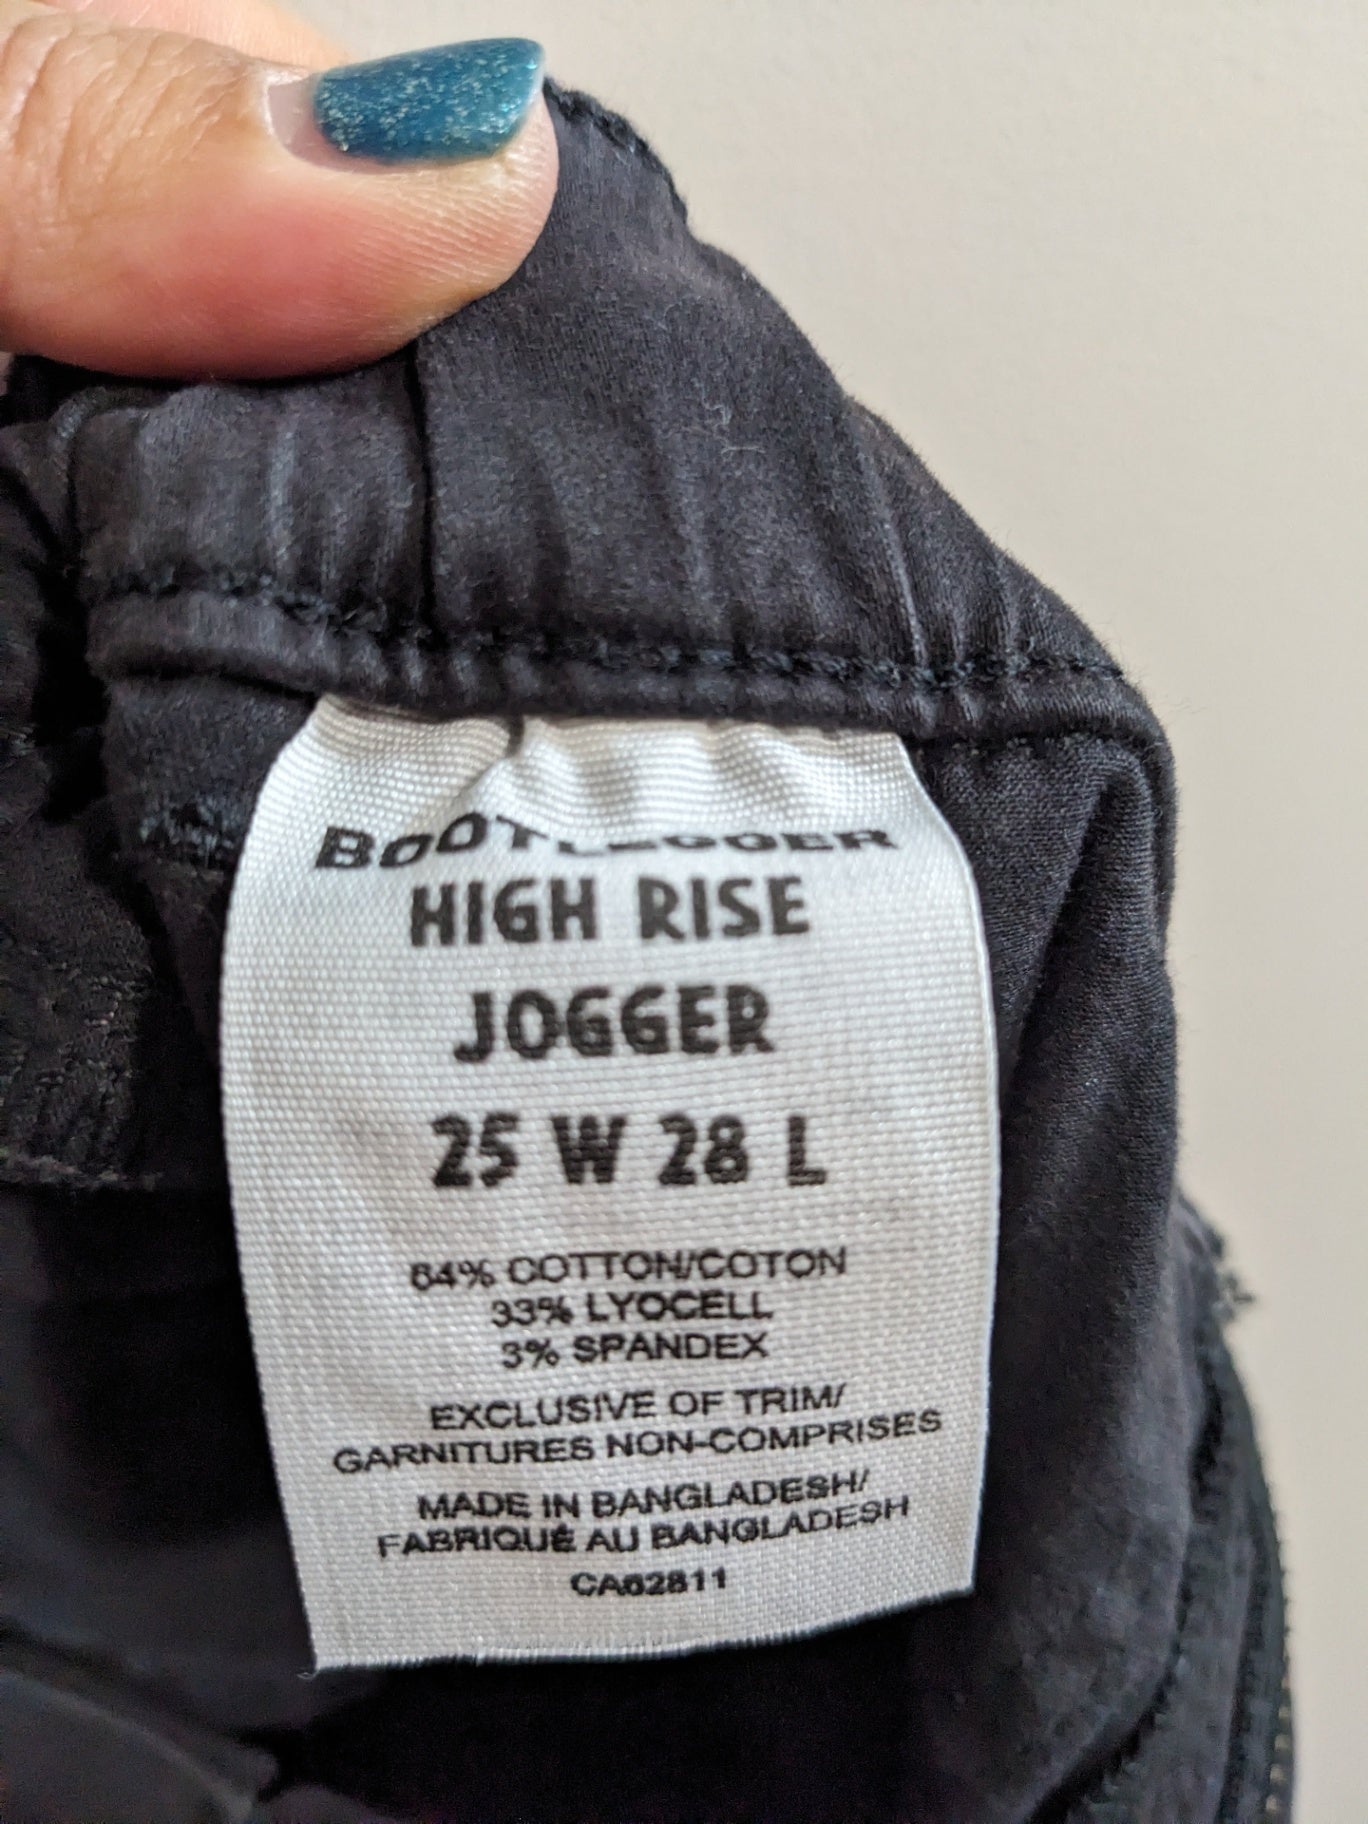 BOOTLEGGER
HIGH RISE
JOGGER
25 W 28 L
64% COTTON/COTON
33% LYOCELL
3% SPANDEX
EXCLUSIVE OF TRIM/
GARNITURES NON-COMPRISES
MADE IN BANGLADESH/
FABRIQUÉ AU BANGLADESH
CA62811